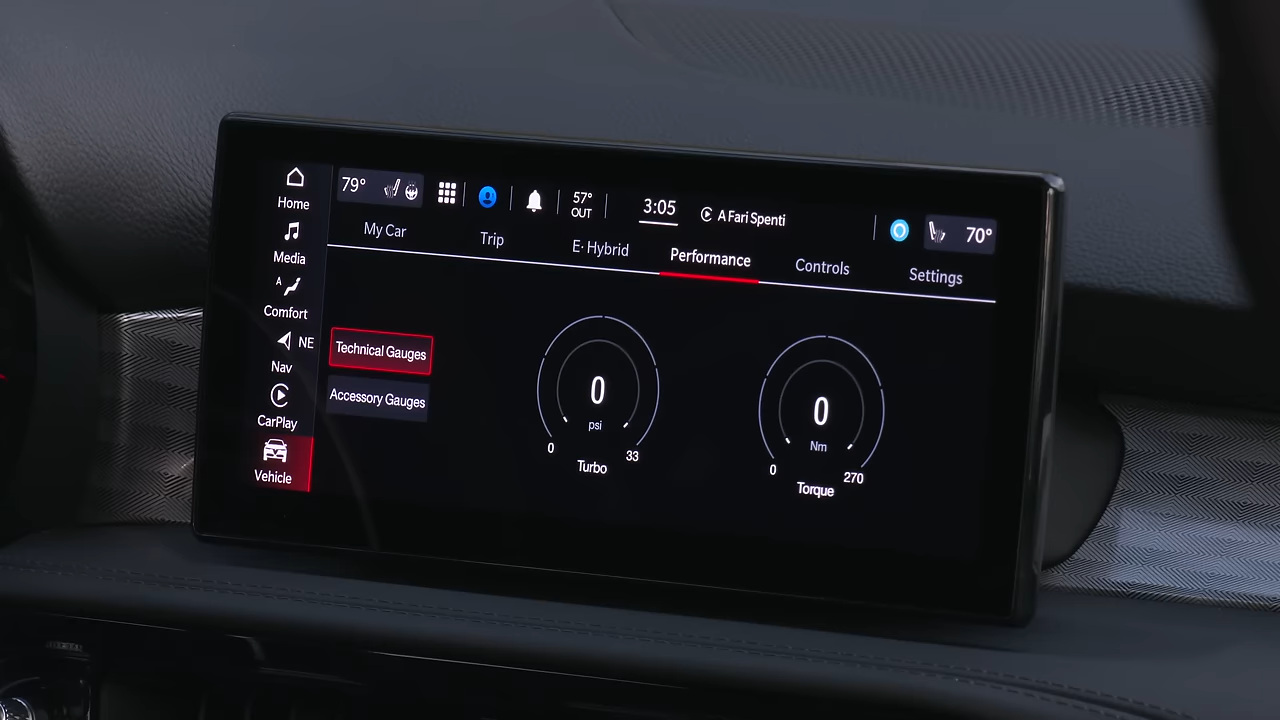 Home
Media
A
Comfort
NE
Nav
CarPlay
Vehicle
79°
57°
OUT
3:05
A Fari Spenti
70°
My Car
Trip
E·Hybrid
Performance
Controls
Settings
Technical Gauges
Accessory Gauges
0
psi
0
33
Turbo
0
Nm
0
270
Torque